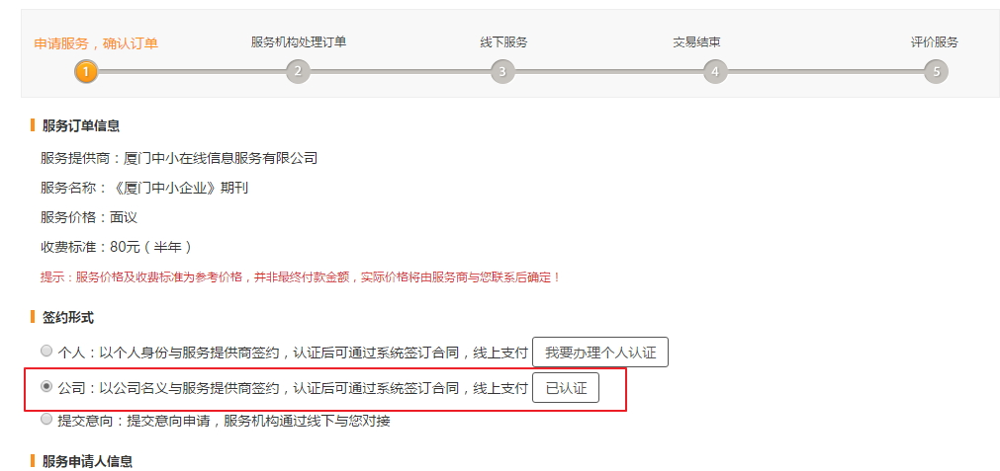 申请服务，确认订单 服务机构处理订单 线下服务 交易结束 评价服务
1 2 3 4 5
服务订单信息
服务提供商：厦门中小在线信息服务有限公司
服务名称：《厦门中小企业》期刊
服务价格：面议
收费标准：80元（半年）
提示：服务价格及收费标准为参考价格，并非最终付款金额，实际价格将由服务商与您联系后确定！
签约形式
个人：以个人身份与服务提供商签约，认证后可通过系统签订合同，线上支付 我要办理个人认证
公司：以公司名义与服务提供商签约，认证后可通过系统签订合同，线上支付 已认证
提交意向：提交意向申请，服务机构通过线下与您对接
服务申请人信息